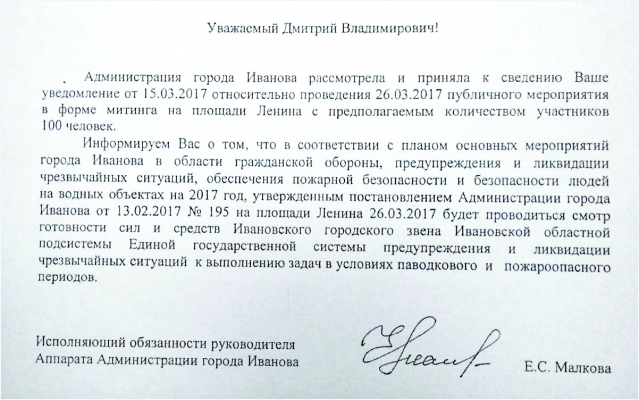 Уважаемый Дмитрий Владимирович!
Администрация города Иванова рассмотрела и приняла к сведению Ваше
уведомление от 15.03.2017 относительно проведения 26.03.2017 публичного мероприятия
в форме митинга на площади Ленина с предполагаемым количеством участников
100 человек.
Информируем Вас о том, что в соответствии с планом основных мероприятий
города Иванова в области гражданской обороны, предупреждения и ликвидации
чрезвычайных ситуаций, обеспечения пожарной безопасности и безопасности людей
на водных объектах на 2017 год, утвержденным постановлением Администрации города
Иванова от 13.02.2017 № 195 на площади Ленина 26.03.2017 будет проводиться смотр
готовности сил и средств Ивановского городского звена Ивановской областной
подсистемы Единой государственной системы предупреждения и ликвидации
чрезвычайных ситуаций к выполнению задач в условиях паводкового и пожароопасного
периодов.
Исполняющий обязанности руководителя
Аппарата Администрации города Иванова
Е.С. Малкова